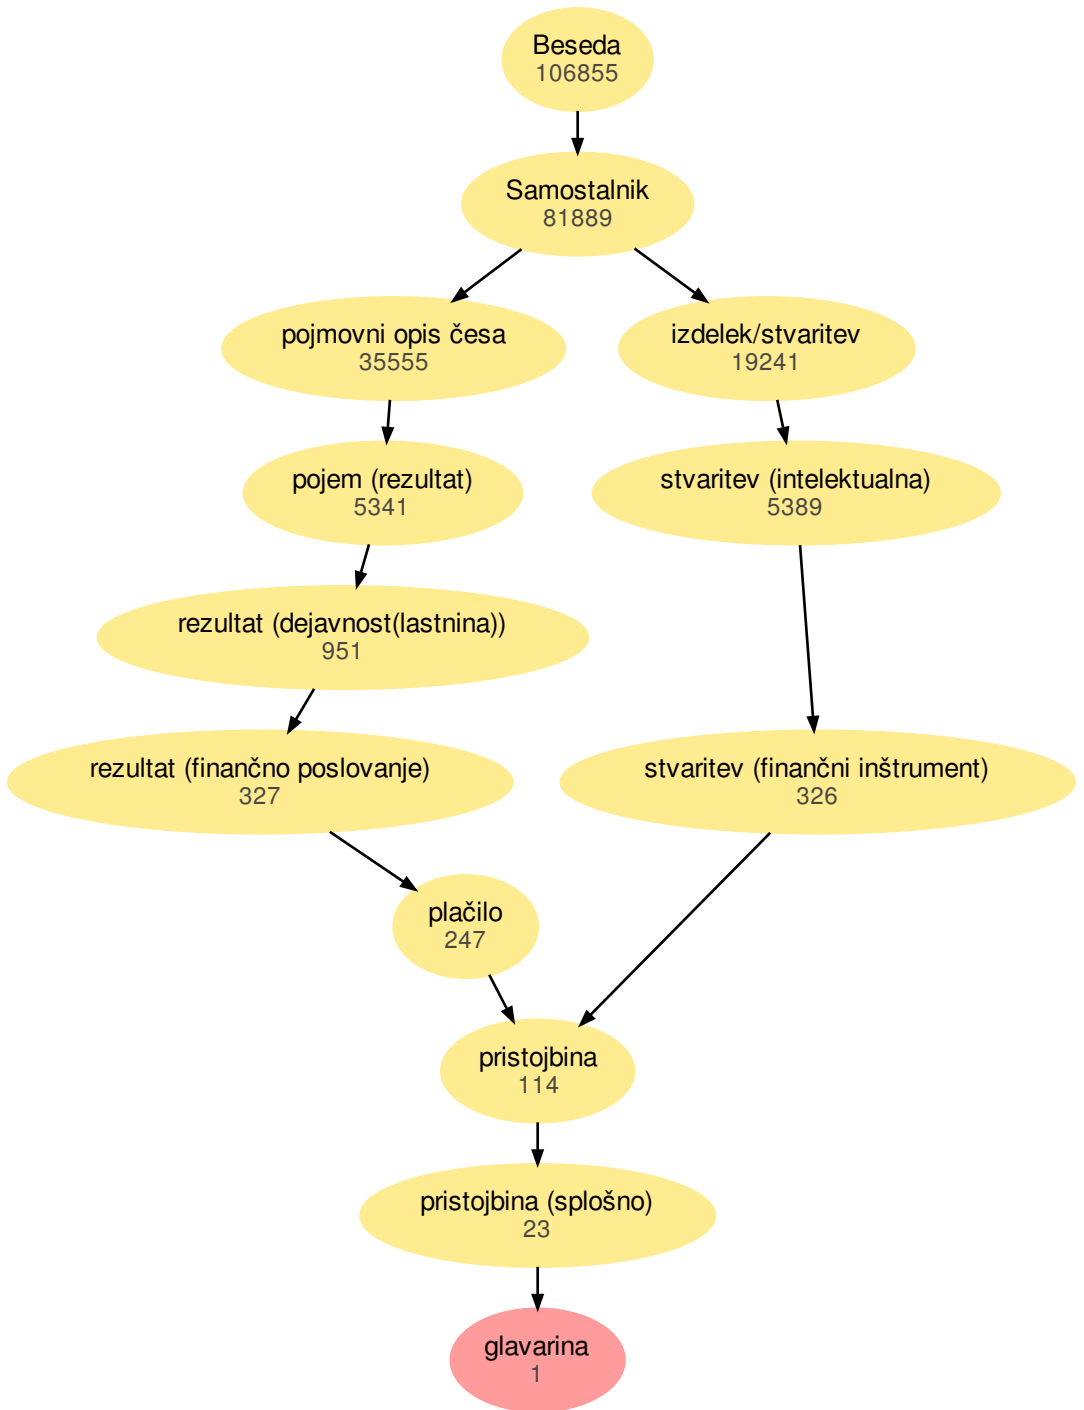 Beseda
106855
Samostalnik
81889
pojmovni opis česa
35555
izdelek/stvaritev
19241
pojem (rezultat)
5341
stvaritev (intelektualna)
5389
rezultat (dejavnost(lastnina))
951
rezultat (finančno poslovanje)
327
stvaritev (finančni inštrument)
326
plačilo
247
pristojbina
114
pristojbina (splošno)
23
glavarina
1